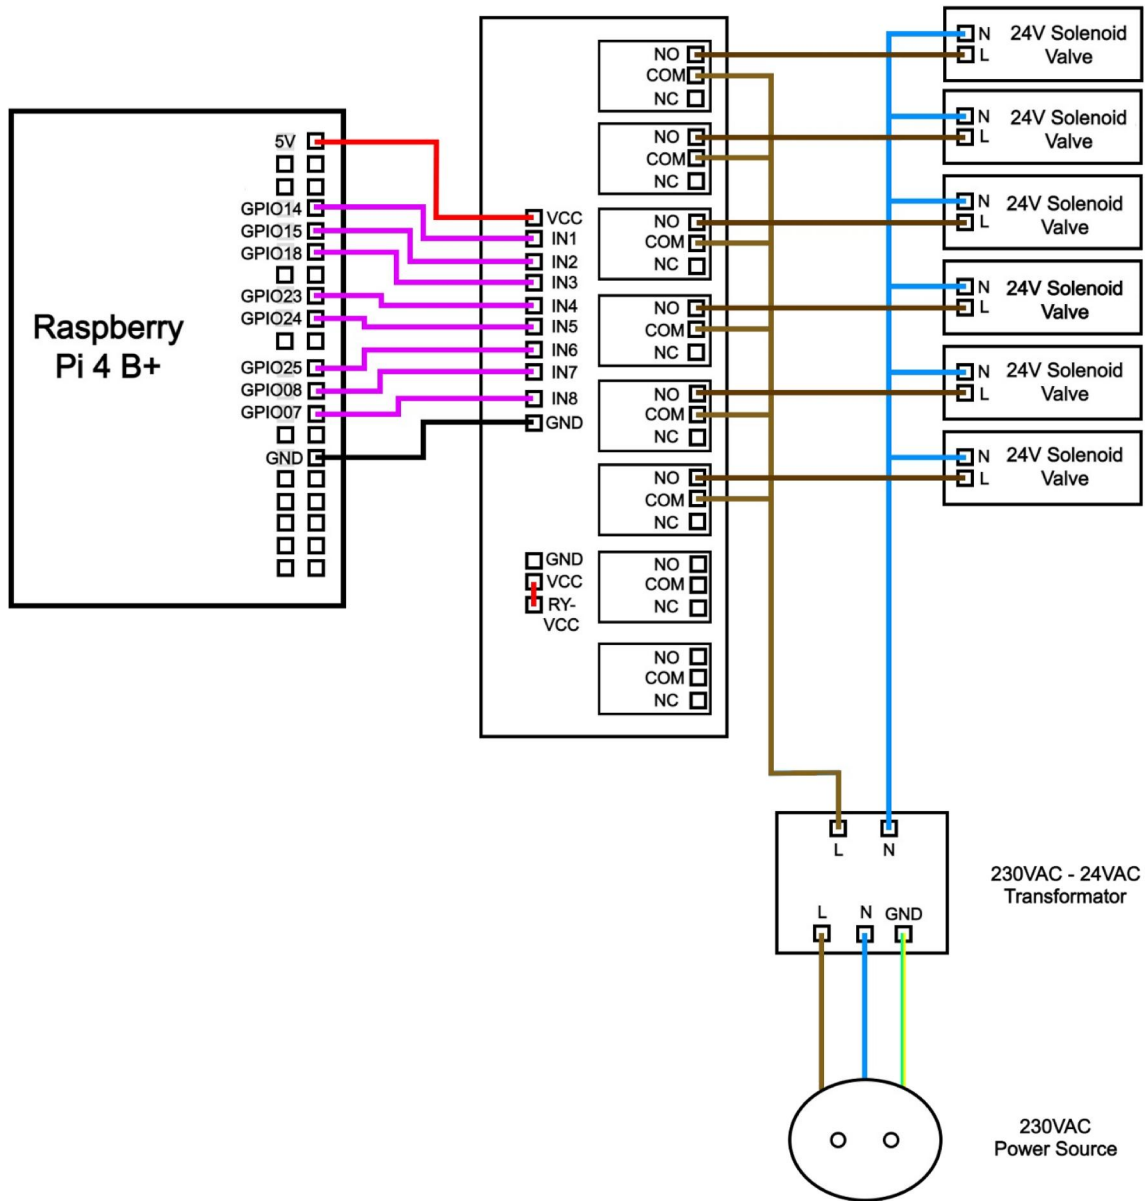 Raspberry
Pi 4 B+
5V
GPIO14
GPIO15
GPIO18
GPIO23
GPIO24
GPIO25
GPIO08
GPIO07
GND
VCC
IN1
IN2
IN3
IN4
IN5
IN6
IN7
IN8
GND
GND
VCC
RY-
VCC
NO
COM
NC
NO
COM
NC
NO
COM
NC
NO
COM
NC
NO
COM
NC
NO
COM
NC
NO
COM
NC
NO
COM
NC
N
L
24V Solenoid
Valve
N
L
24V Solenoid
Valve
N
L
24V Solenoid
Valve
N
L
24V Solenoid
Valve
N
L
24V Solenoid
Valve
N
L
24V Solenoid
Valve
L N
L N GND
230VAC - 24VAC
Transformator
230VAC
Power Source